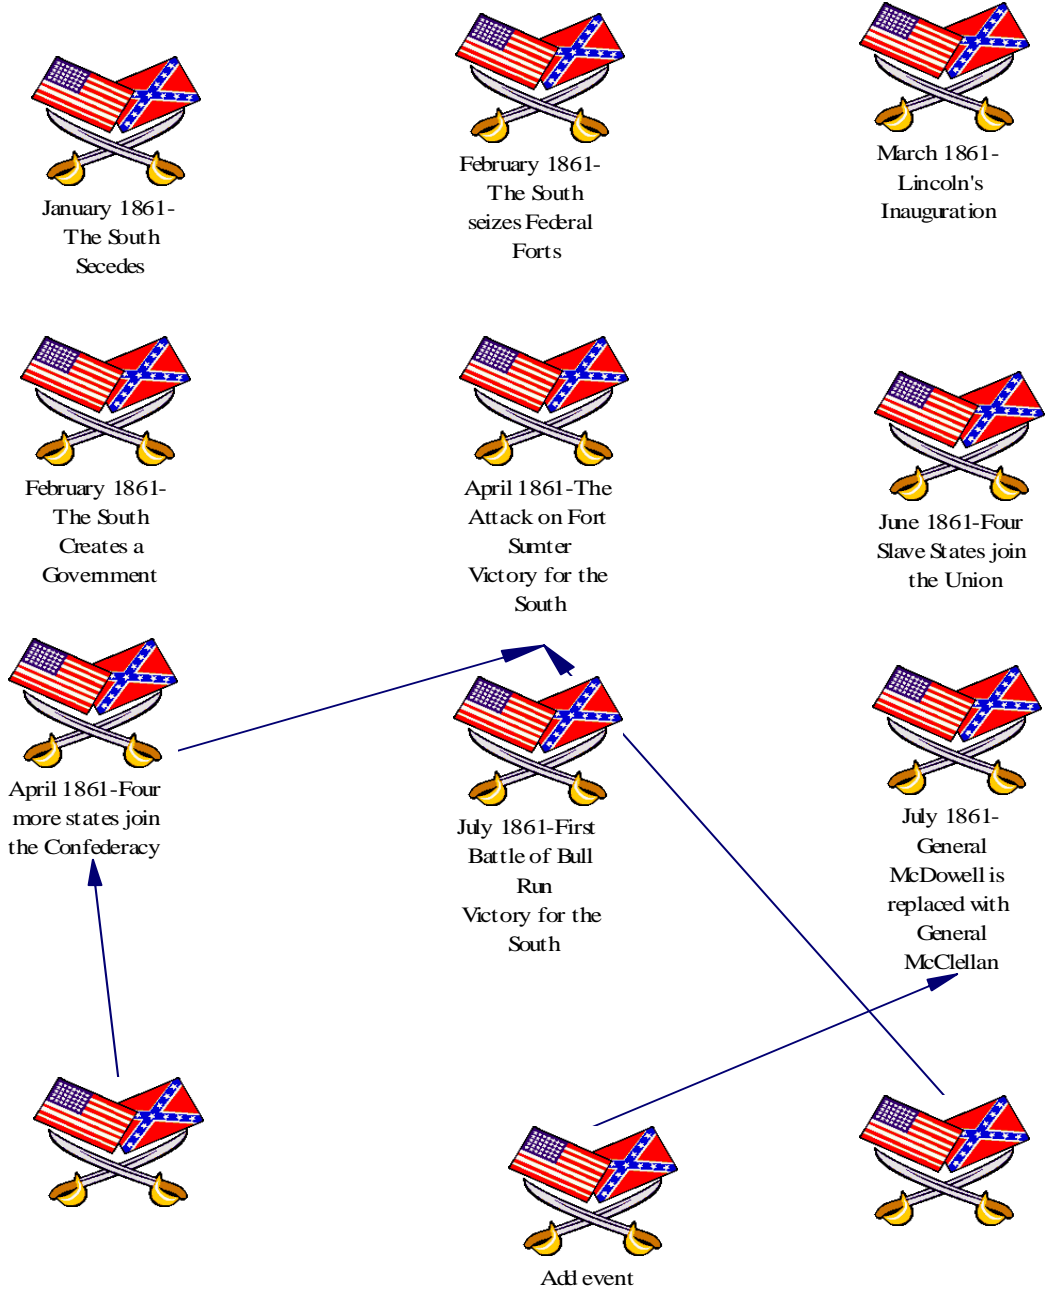 January 1861-
The South
Secedes
February 1861-
The South
seizes Federal
Forts
March 1861-
Lincoln's
Inauguration
February 1861-
The South
Creates a
Government
April 1861-The
Attack on Fort
Sumter
Victory for the
South
June 1861-Four
Slave States join
the Union
April 1861-Four
more states join
the Confederacy
July 1861-First
Battle of Bull
Run
Victory for the
South
July 1861-
General
McDowell is
replaced with
General
McClellan
Add event